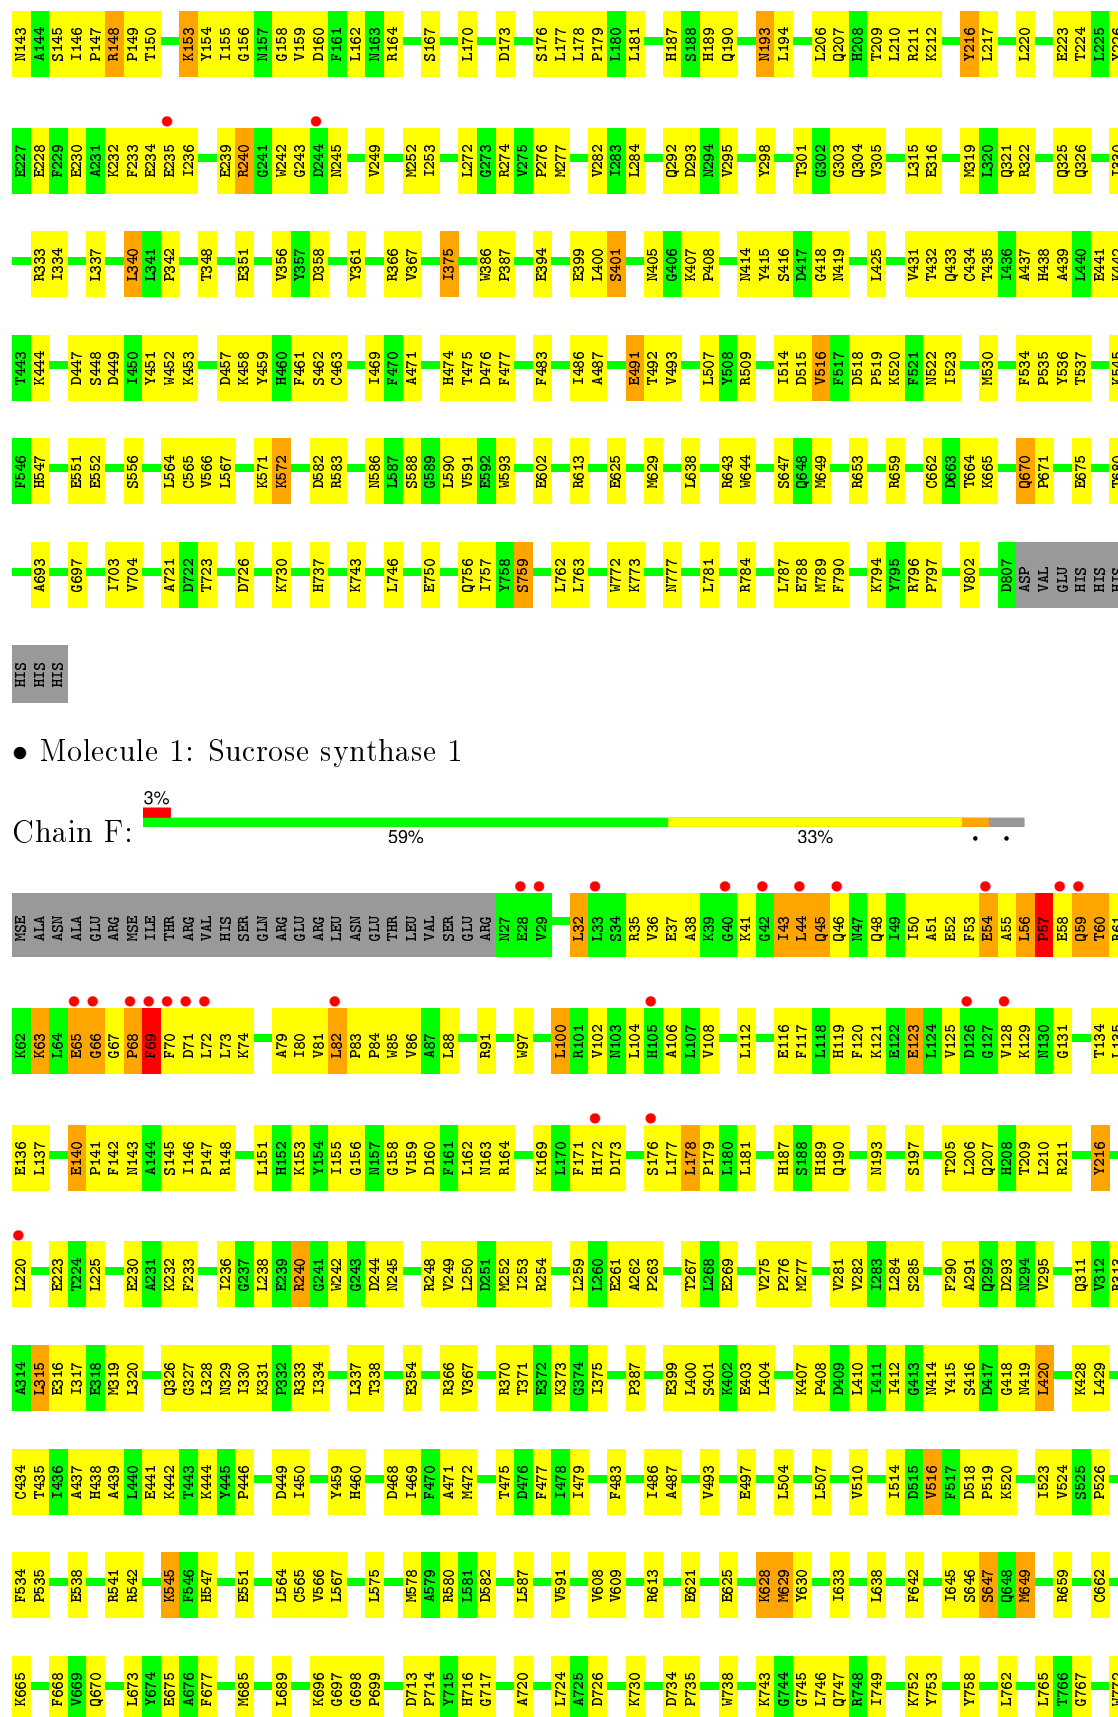 N143 A144 S145 I146 P147 R148 P149 T150 K153 Y154 I155 G156 N157 G158 V159 D160 F161 L162 N163 R164 S167 L170 D173 S176 L177 L178 P179 L180 L181 H187 S188 H189 Q190 N193 L194 L206 Q207 H208 T209 L210 R211 K212 Y216 L217 L220 E223 T224 L225 Y226
E227 E228 F229 E230 A231 K232 F233 E234 E235 I236 E239 R240 G241 W242 G243 D244 N245 V249 M252 I253 L272 G273 R274 V275 P276 M277 V282 I283 L284 Q292 D293 N294 V295 Y298 T301 G302 G303 Q304 V305 L315 E316 M319 L320 Q321 R322 Q325 Q326 I330
R333 I334 L337 L340 L341 P342 T348 E351 V356 Y357 D358 Y361 R366 V367 I375 W386 P387 E394 E399 L400 S401 N405 G406 K407 P408 N414 Y415 S416 D417 G418 N419 L425 V431 T432 Q433 C434 T435 I436 A437 H438 A439 L440 E441 K442
T443 K444 D447 S448 D449 I450 Y451 W452 K453 D457 K458 Y459 H460 F461 S462 C463 I469 F470 A471 H474 T475 D476 F477 F483 I486 A487 E491 T492 V493 L507 Y508 R509 I514 D515 V516 F517 D518 P519 K520 F521 N522 I523 M530 F534 P535 Y536 T537 K545
F546 H547 E551 E552 S556 L564 C565 V566 L567 K571 K572 D582 R583 N586 L587 S588 G589 L590 V591 E592 W593 E602 R613 E625 M629 L638 R643 W644 S647 Q648 M649 R653 R659 C662 D663 T664 K665 Q670 P671 E675 T680
A693 G697 I703 V704 A721 D722 T723 D726 K730 H737 K743 L746 E750 Q756 I757 Y758 S759 L762 L763 W772 K773 N777 L781 R784 L787 E788 M789 F790 K794 Y795 R796 P797 V802 D807 ASP VAL GLU HIS HIS HIS
HIS HIS HIS
• Molecule 1: Sucrose synthase 1
3%
Chain F:
59% 33% • •
MSE ALA ASN ALA GLU ARG MSE ILE THR ARG VAL HIS SER GLN ARG GLU ARG LEU ASN GLU THR LEU VAL SER GLU ARG N27 E28 V29 L32 L33 S34 R35 V36 E37 A38 K39 G40 K41 G42 I43 L44 Q45 Q46 N47 Q48 I49 I50 A51 E52 F53 E54 A55 L56 P57 E58 Q59 T60 R61
K62 K63 L64 E65 G66 G67 P68 F69 F70 D71 L72 L73 K74 A79 I80 V81 L82 P83 P84 W85 V86 A87 L88 R91 W97 L100 R101 V102 N103 L104 H105 A106 L107 V108 L112 E116 F117 L118 H119 F120 K121 E122 E123 L124 V125 D126 G127 V128 K129 N130 G131 T134 L135
E136 L137 E140 P141 F142 N143 A144 S145 I146 P147 R148 L151 H152 K153 Y154 I155 G156 N157 G158 V159 D160 F161 L162 N163 R164 K169 L170 F171 H172 D173 S176 L177 L178 P179 L180 L181 H187 S188 H189 Q190 N193 S197 T205 L206 Q207 H208 T209 L210 R211 Y216
L220 E223 T224 L225 E230 A231 K232 F233 I236 G237 L238 E239 R240 G241 W242 G243 D244 N245 R248 V249 L250 D251 M252 I253 R254 L259 L260 E261 A262 P263 T267 L268 E269 V275 P276 M277 V281 V282 I283 L284 S285 F290 A291 Q292 D293 N294 V295 Q311 V312 R313
A314 L315 E316 I317 E318 M319 L320 Q326 G327 L328 N329 I330 K331 P332 R333 I334 L337 T338 E354 R366 V367 R370 T371 E372 K373 G374 I375 P387 E399 L400 S401 K402 E403 L404 K407 P408 D409 L410 I411 I412 G413 N414 Y415 S416 D417 G418 N419 L420 K428 L429
C434 T435 I436 A437 H438 A439 L440 E441 K442 T443 K444 Y445 P446 D449 I450 Y459 H460 D468 I469 F470 A471 M472 T475 D476 F477 I478 I479 F483 I486 A487 V493 E497 L504 L507 V510 I514 D515 V516 F517 D518 P519 K520 I523 V524 S525 P526
F534 P535 E538 R541 R542 K545 F546 H547 E551 L564 C565 V566 L567 L575 M578 A579 R580 L581 D582 L587 V591 V608 V609 R613 E621 E625 K628 M629 Y630 I633 L638 F642 I645 S646 S647 Q648 M649 R659 C662
K665 F668 V669 Q670 L673 Y674 E675 A676 F677 M685 L689 K696 G697 G698 P699 D713 P714 Y715 H716 G717 A720 L724 A725 D726 K730 D734 P735 W738 K743 G744 G745 L746 Q747 R748 I749 K752 Y753 Y758 L762 L765 T766 G767 W772